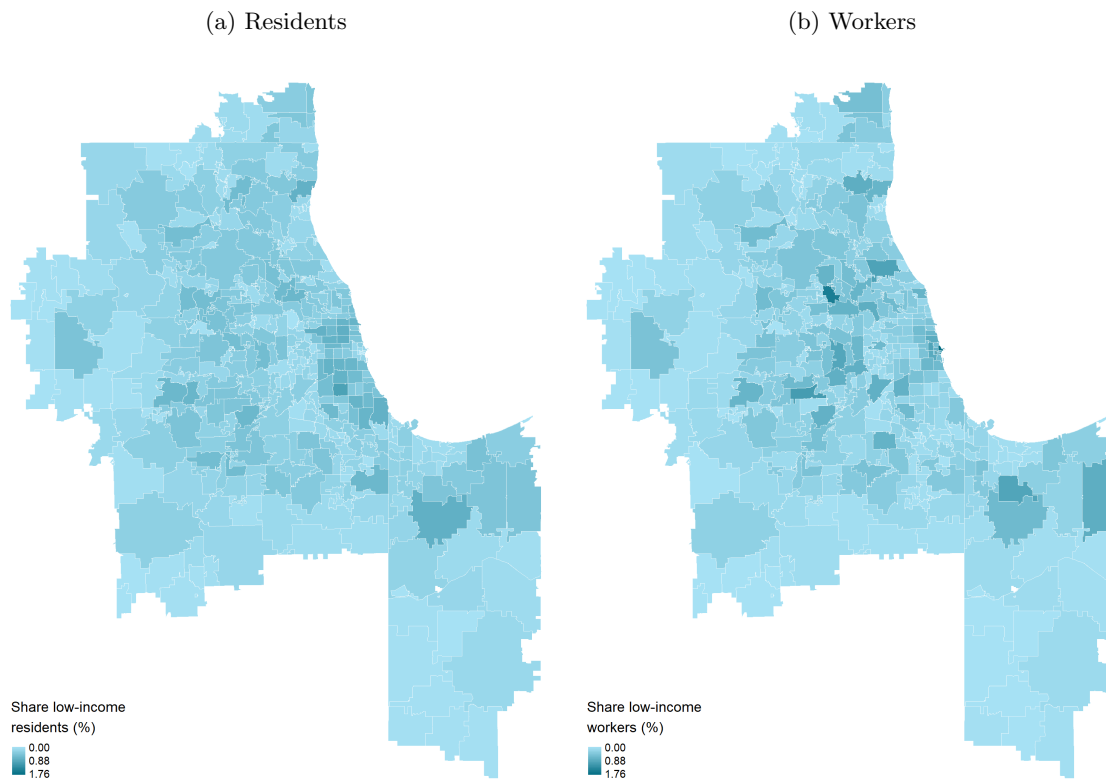 (a) Residents
(b) Workers
Share low-income
residents (%)
0.00
0.88
1.76
Share low-income
workers (%)
0.00
0.88
1.76